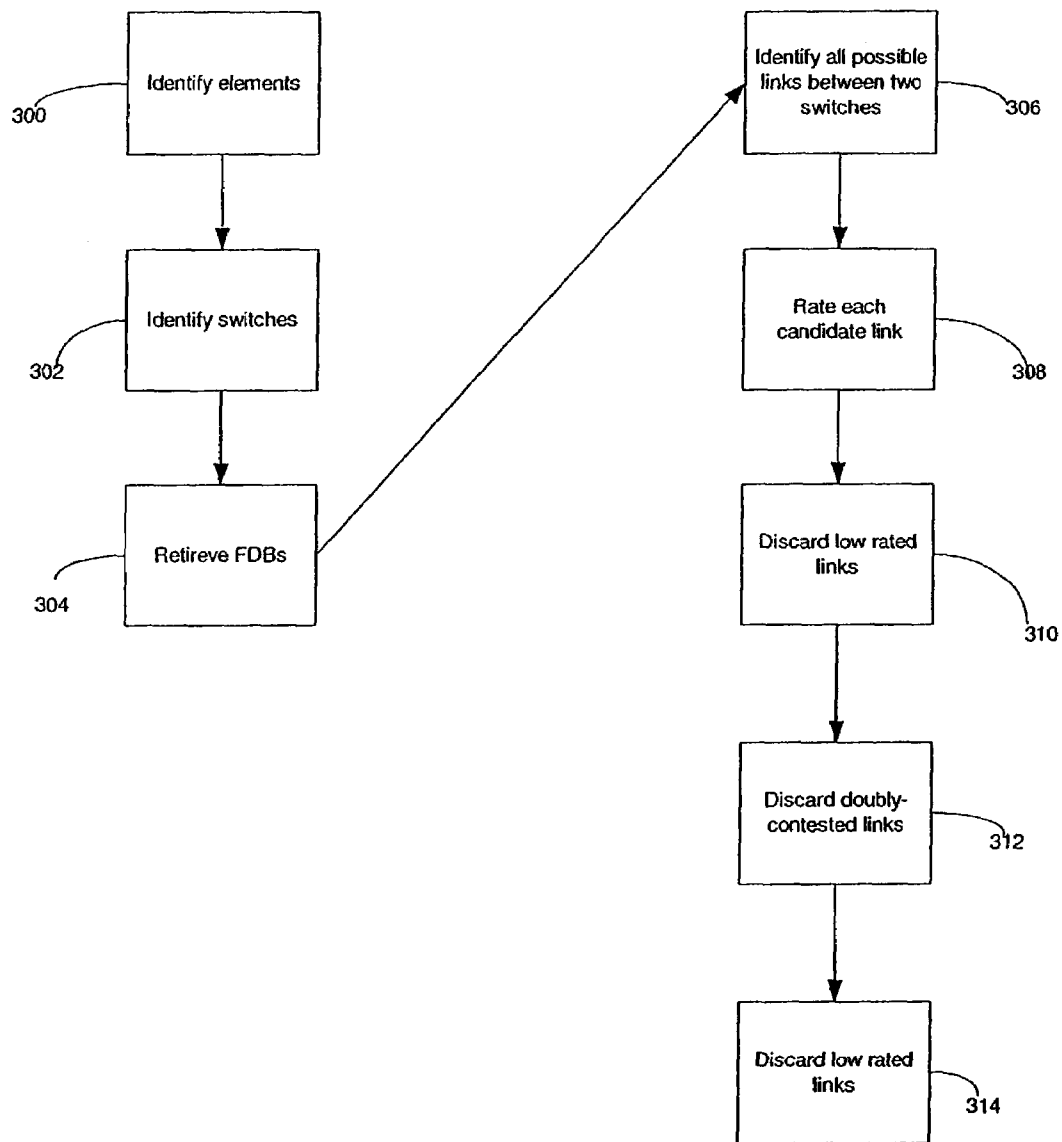 Identify elements
300
Identify switches
302
Retireve FDBs
304
Identify all possible
links between two
switches
306
Rate each
candidate link
308
Discard low rated
links
310
Discard doubly-
contested links
312
Discard low rated
links
314